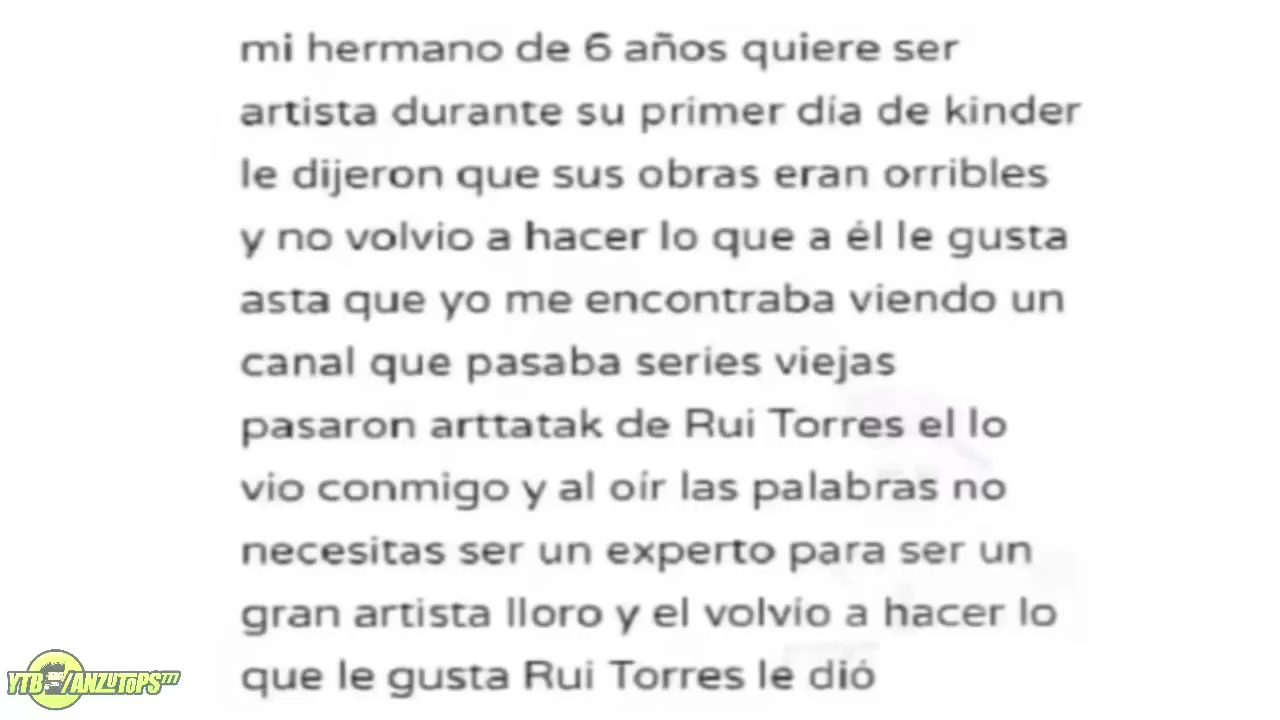 mi hermano de 6 años quiere ser
artista durante su primer día de kinder
le dijeron que sus obras eran orribles
y no volvio a hacer lo que a él le gusta
asta que yo me encontraba viendo un
canal que pasaba series viejas
pasaron arttatak de Rui Torres el lo
vio conmigo y al oír las palabras no
necesitas ser un experto para ser un
gran artista lloro y el volvío a hacer lo
que le gusta Rui Torres le dió
YTB /ANZUTOPS777